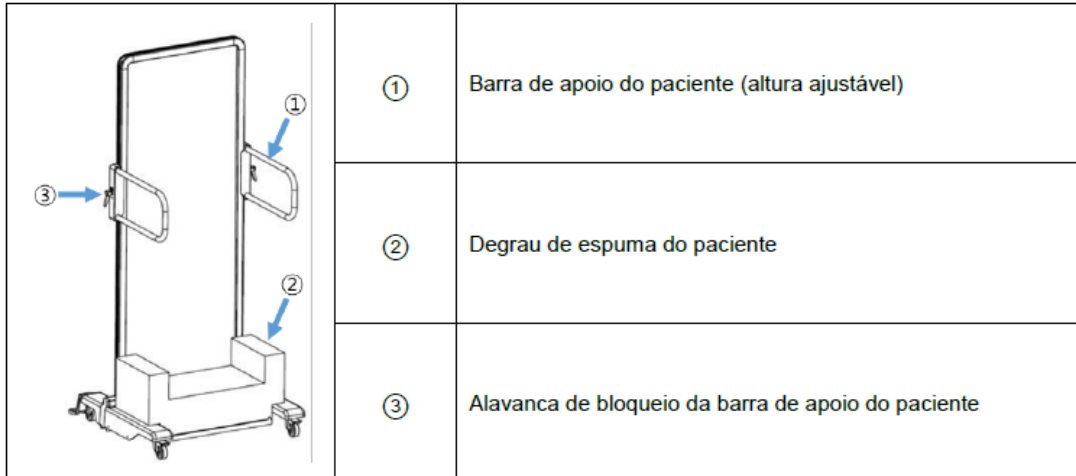 ①
③
②
① Barra de apoio do paciente (altura ajustável)
② Degrau de espuma do paciente
③ Alavanca de bloqueio da barra de apoio do paciente